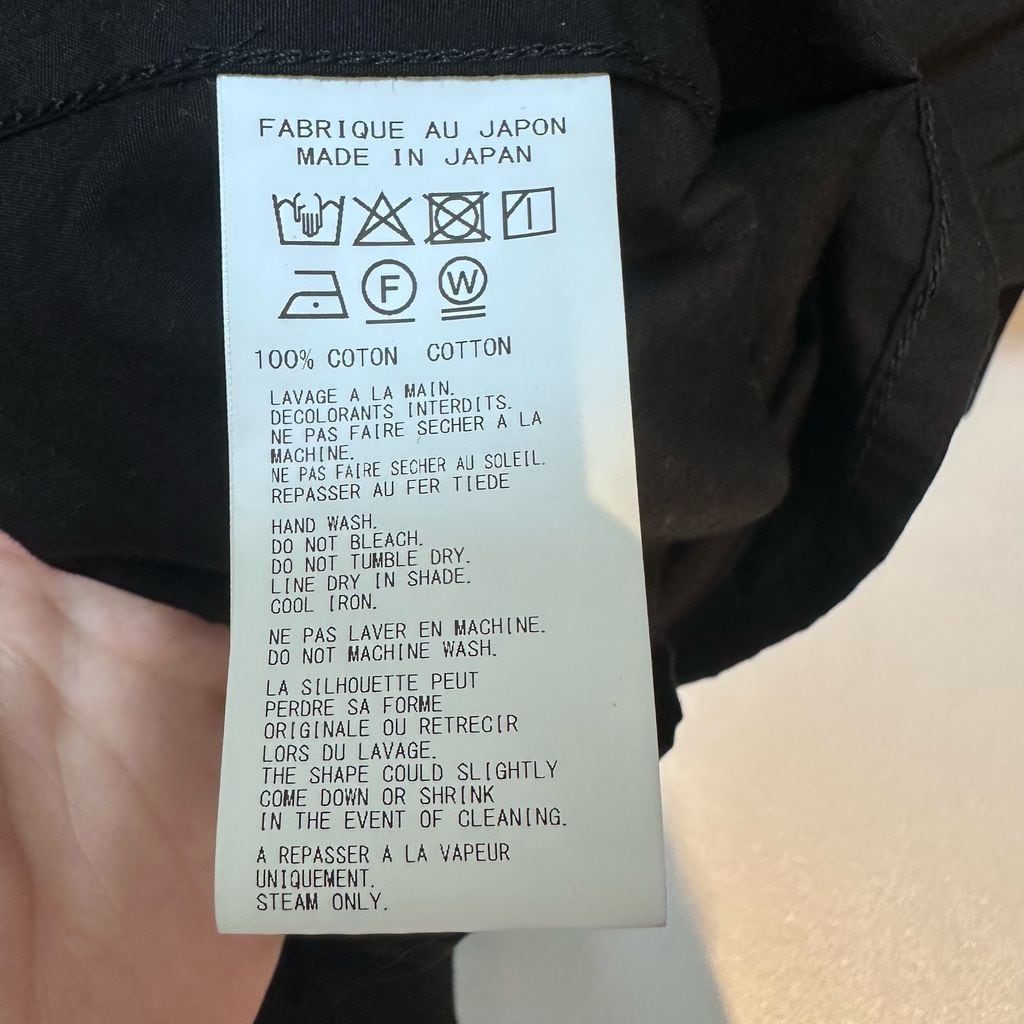 FABRIQUE AU JAPON
MADE IN JAPAN
F W
100% COTON COTTON
LAVAGE A LA MAIN.
DECOLORANTS INTERDITS.
NE PAS FAIRE SECHER A LA
MACHINE.
NE PAS FAIRE SECHER AU SOLEIL.
REPASSER AU FER TIEDE
HAND WASH.
DO NOT BLEACH.
DO NOT TUMBLE DRY.
LINE DRY IN SHADE.
COOL IRON.
NE PAS LAVER EN MACHINE.
DO NOT MACHINE WASH.
LA SILHOUETTE PEUT
PERDRE SA FORME
ORIGINALE OU RETRECIR
LORS DU LAVAGE.
THE SHAPE COULD SLIGHTLY
COME DOWN OR SHRINK
IN THE EVENT OF CLEANING.
A REPASSER A LA VAPEUR
UNIQUEMENT.
STEAM ONLY.